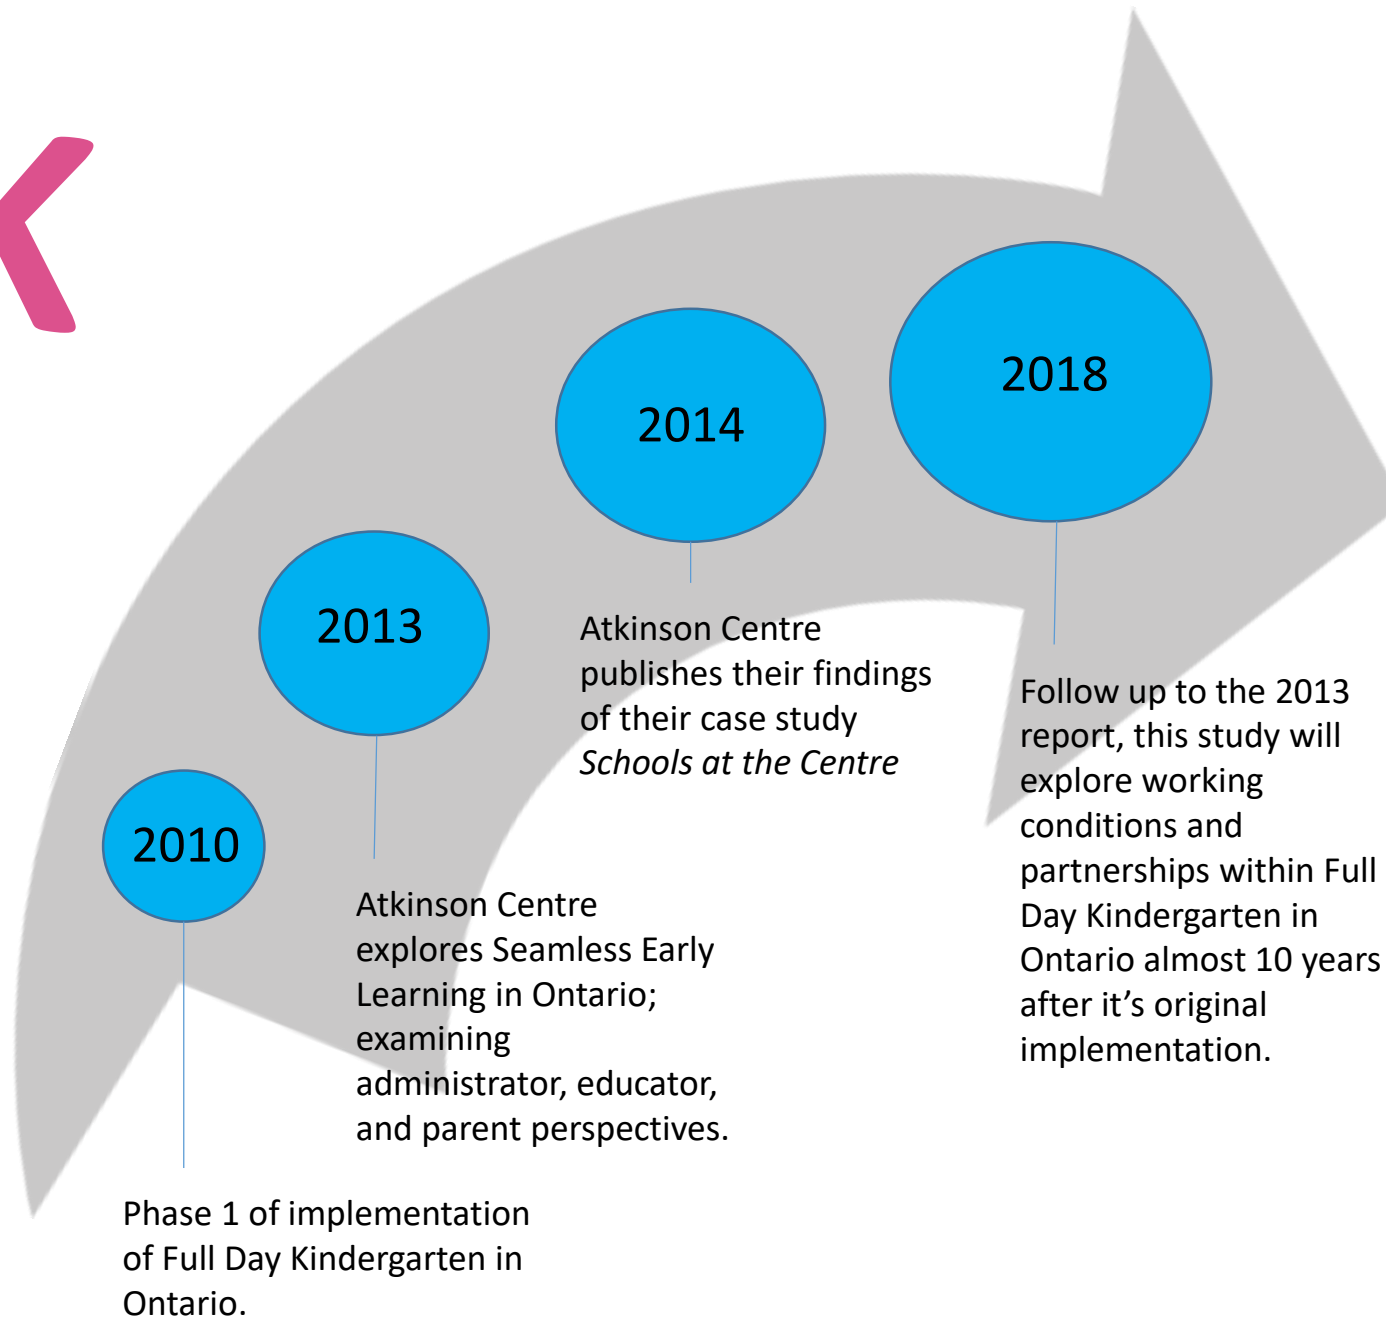 K
2010
Phase 1 of implementation
of Full Day Kindergarten in
Ontario.
2013
Atkinson Centre
explores Seamless Early
Learning in Ontario;
examining
administrator, educator,
and parent perspectives.
2014
Atkinson Centre
publishes their findings
of their case study
Schools at the Centre
2018
Follow up to the 2013
report, this study will
explore working
conditions and
partnerships within Full
Day Kindergarten in
Ontario almost 10 years
after it’s original
implementation.